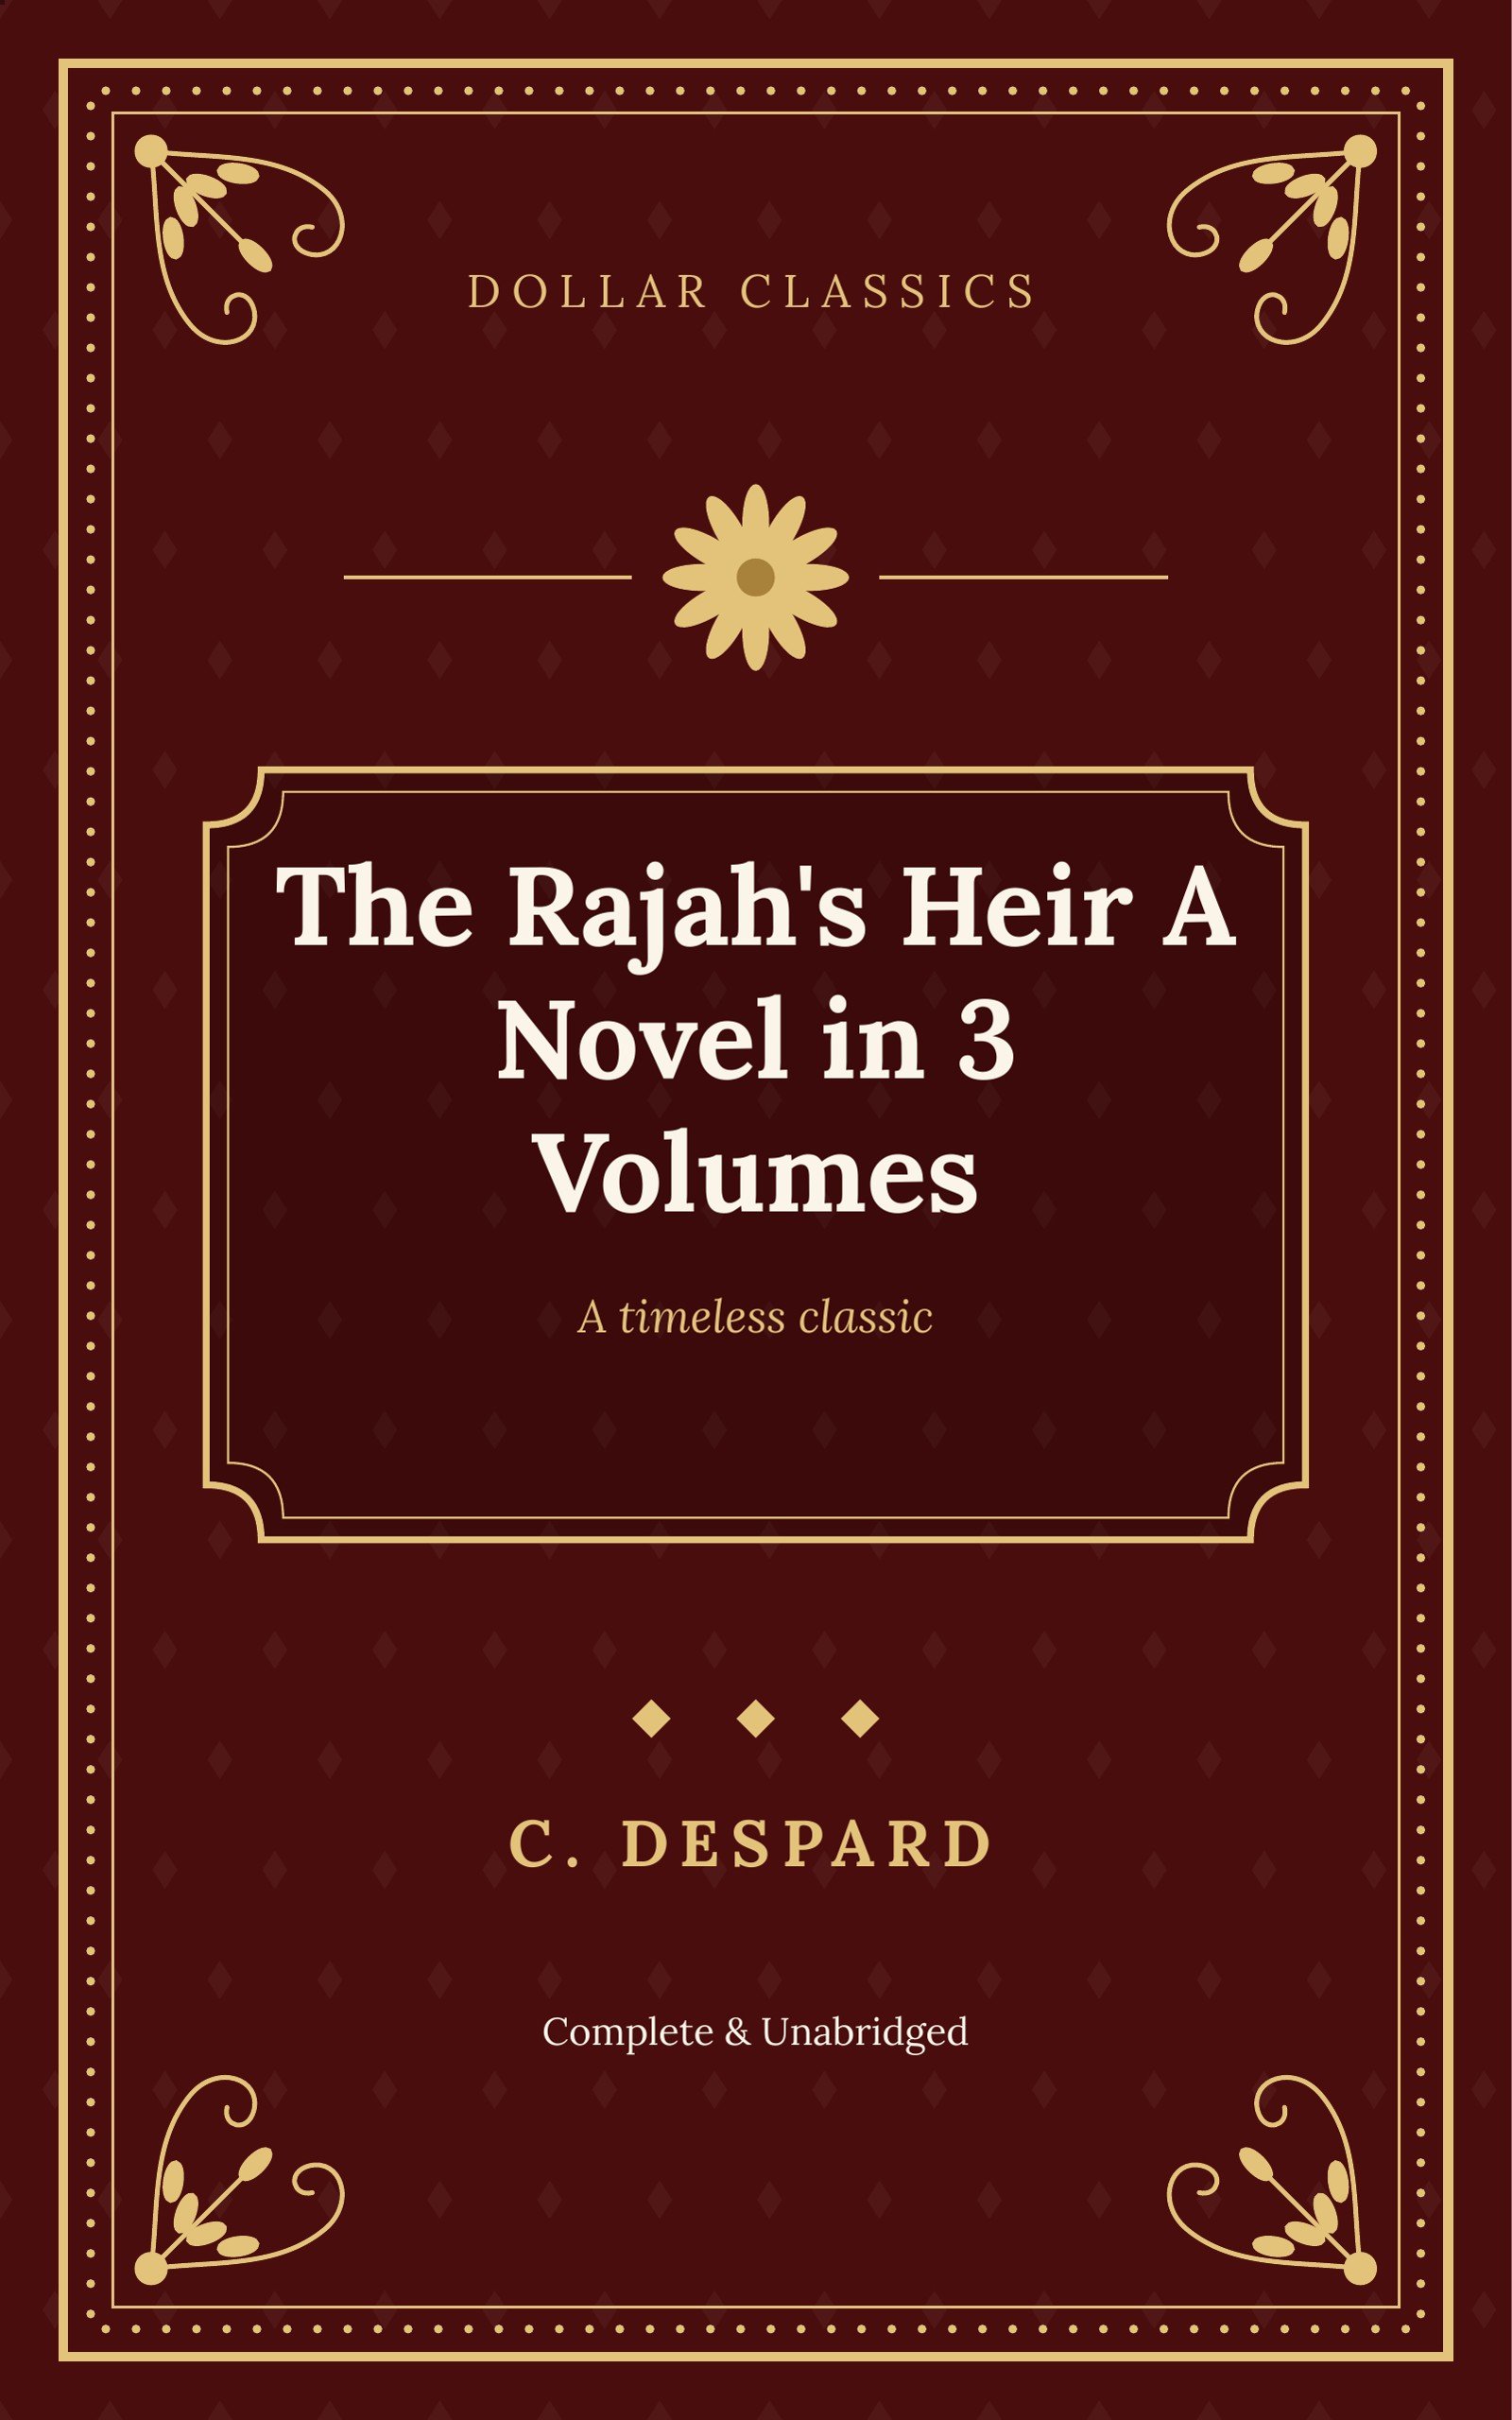 DOLLAR CLASSICS
The Rajah's Heir A
Novel in 3
Volumes
A timeless classic
C. DESPARD
Complete & Unabridged